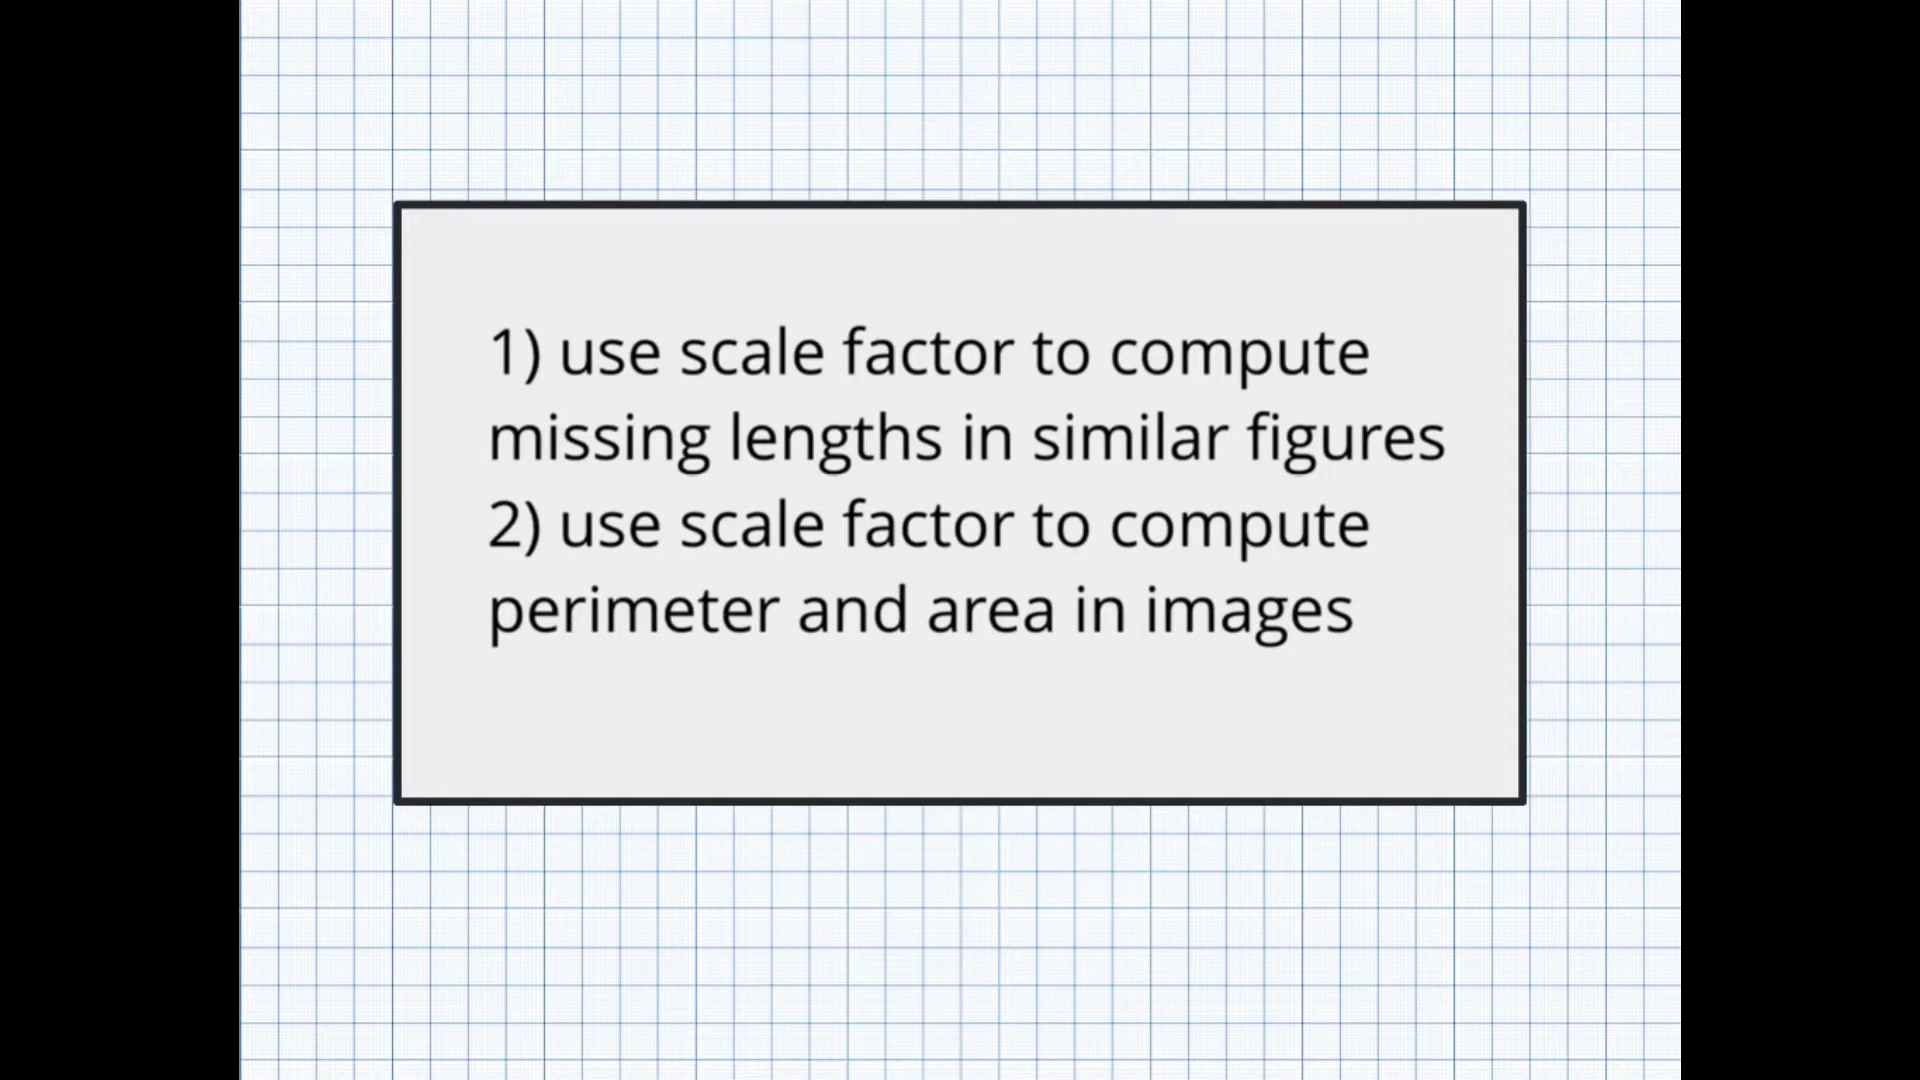 1) use scale factor to compute
missing lengths in similar figures
2) use scale factor to compute
perimeter and area in images